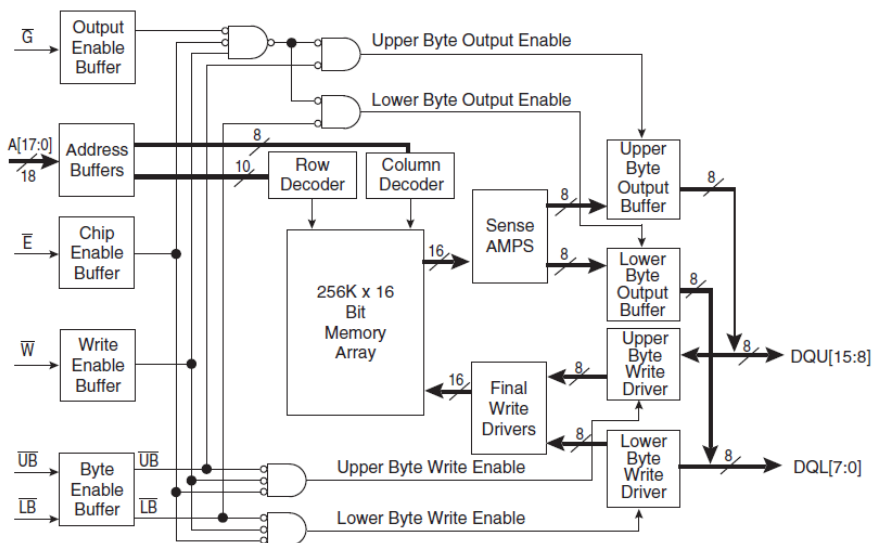 G
Output
Enable
Buffer
Upper Byte Output Enable
Lower Byte Output Enable
A[17:0]
18
Address
Buffers
8
10
Row
Decoder
Column
Decoder
Upper
Byte
Output
Buffer
8
E
Chip
Enable
Buffer
256K x 16
Bit
Memory
Array
16
Sense
AMPS
8
8
Lower
Byte
Output
Buffer
8
W
Write
Enable
Buffer
16
Final
Write
Drivers
8
8
Upper
Byte
Write
Driver
8
DQU[15:8]
UB
LB
Byte
Enable
Buffer
UB
LB
Upper Byte Write Enable
Lower Byte Write Enable
Lower
Byte
Write
Driver
8
DQL[7:0]